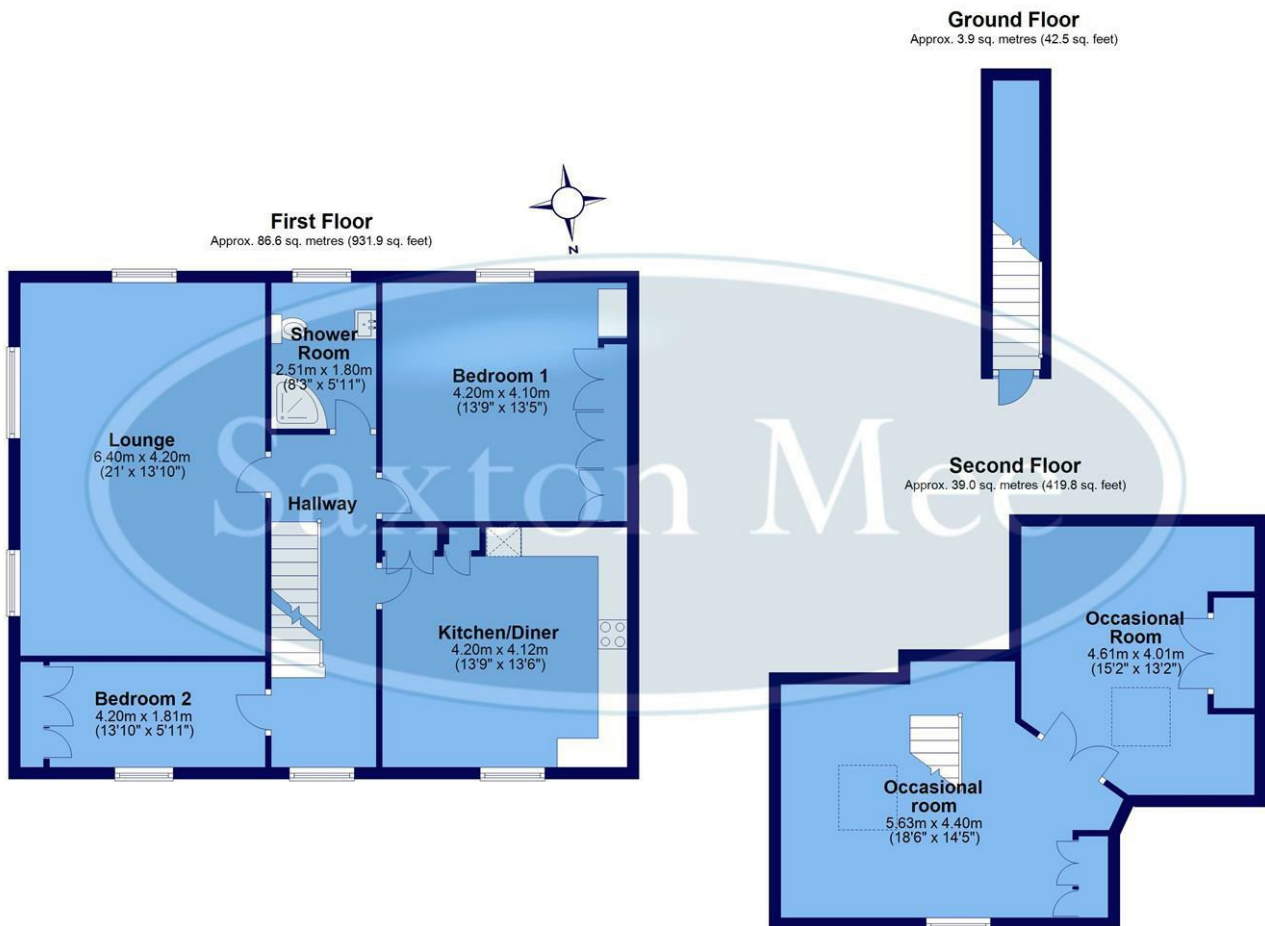 Ground Floor
Approx. 3.9 sq. metres (42.5 sq. feet)
First Floor
Approx. 86.6 sq. metres (931.9 sq. feet)
N
Shower
Room
2.51m x 1.80m
(8'3" x 5'11")
Bedroom 1
4.20m x 4.10m
(13'9" x 13'5")
Lounge
6.40m x 4.20m
(21' x 13'10")
Hallway
Kitchen/Diner
4.20m x 4.12m
(13'9" x 13'6")
Bedroom 2
4.20m x 1.81m
(13'10" x 5'11")
Saxton Mee
Second Floor
Approx. 39.0 sq. metres (419.8 sq. feet)
Occasional
Room
4.61m x 4.01m
(15'2" x 13'2")
Occasional
room
5.63m x 4.40m
(18'6" x 14'5")